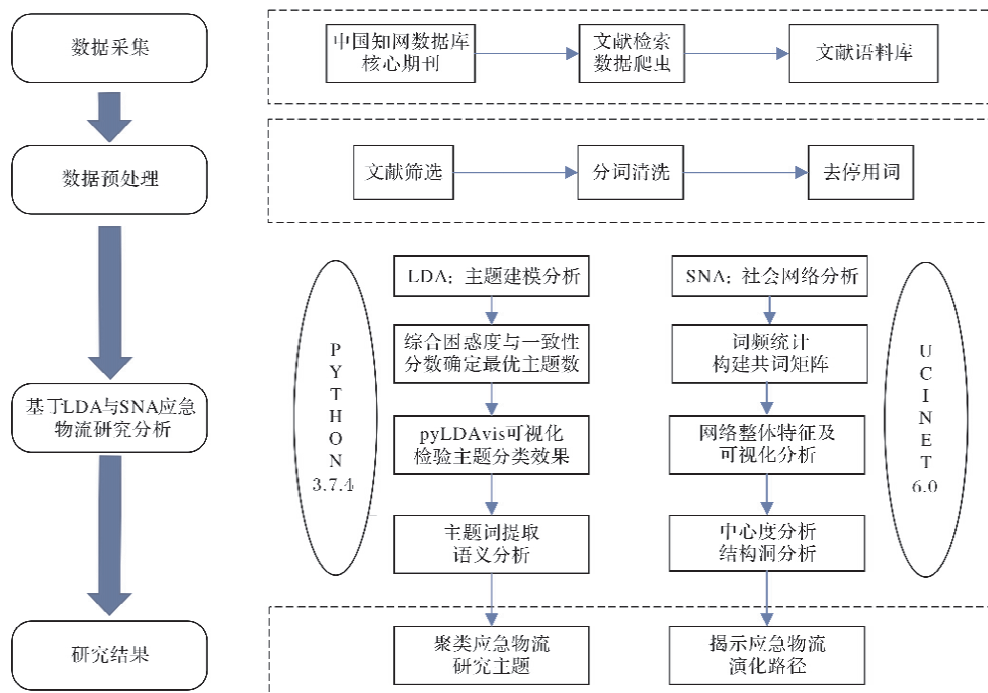 数据采集
中国知网数据库
核心期刊
文献检索
数据爬虫
文献语料库
数据预处理
文献筛选
分词清洗
去停用词
基于LDA与SNA应急
物流研究分析
PYTHON
3.7.4
LDA：主题建模分析
综合困惑度与一致性
分数确定最优主题数
pyLDAvis可视化
检验主题分类效果
主题词提取
语义分析
SNA：社会网络分析
词频统计
构建共词矩阵
网络整体特征及
可视化分析
中心度分析
结构洞分析
UCINET
6.0
研究结果
聚类应急物流
研究主题
揭示应急物流
演化路径